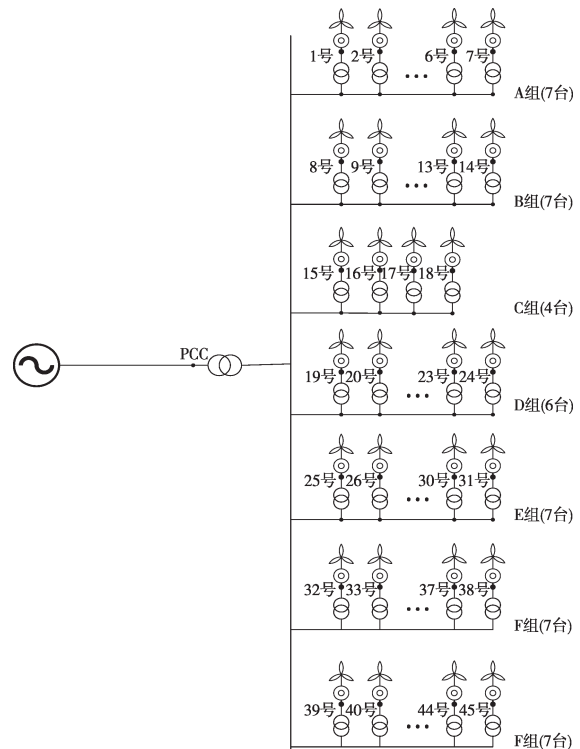 1号 2号 6号 7号
A组(7台)
8号 9号 13号 14号
B组(7台)
15号 16号 17号 18号
C组(4台)
PCC
19号 20号 23号 24号
D组(6台)
25号 26号 30号 31号
E组(7台)
32号 33号 37号 38号
F组(7台)
39号 40号 44号 45号
F组(7台)